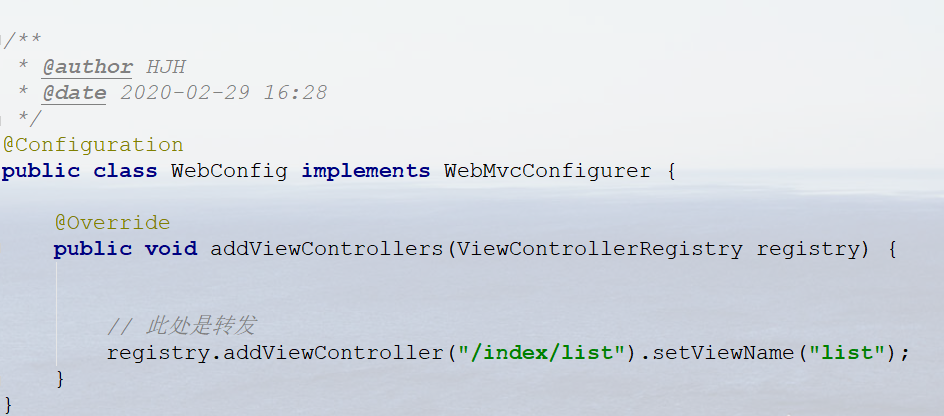 /**
 * @author HJH
 * @date 2020-02-29 16:28
 */
@Configuration
public class WebConfig implements WebMvcConfigurer {
    @Override
    public void addViewControllers(ViewControllerRegistry registry) {
        // 此处是转发
        registry.addViewController("/index/list").setViewName("list");
    }
}